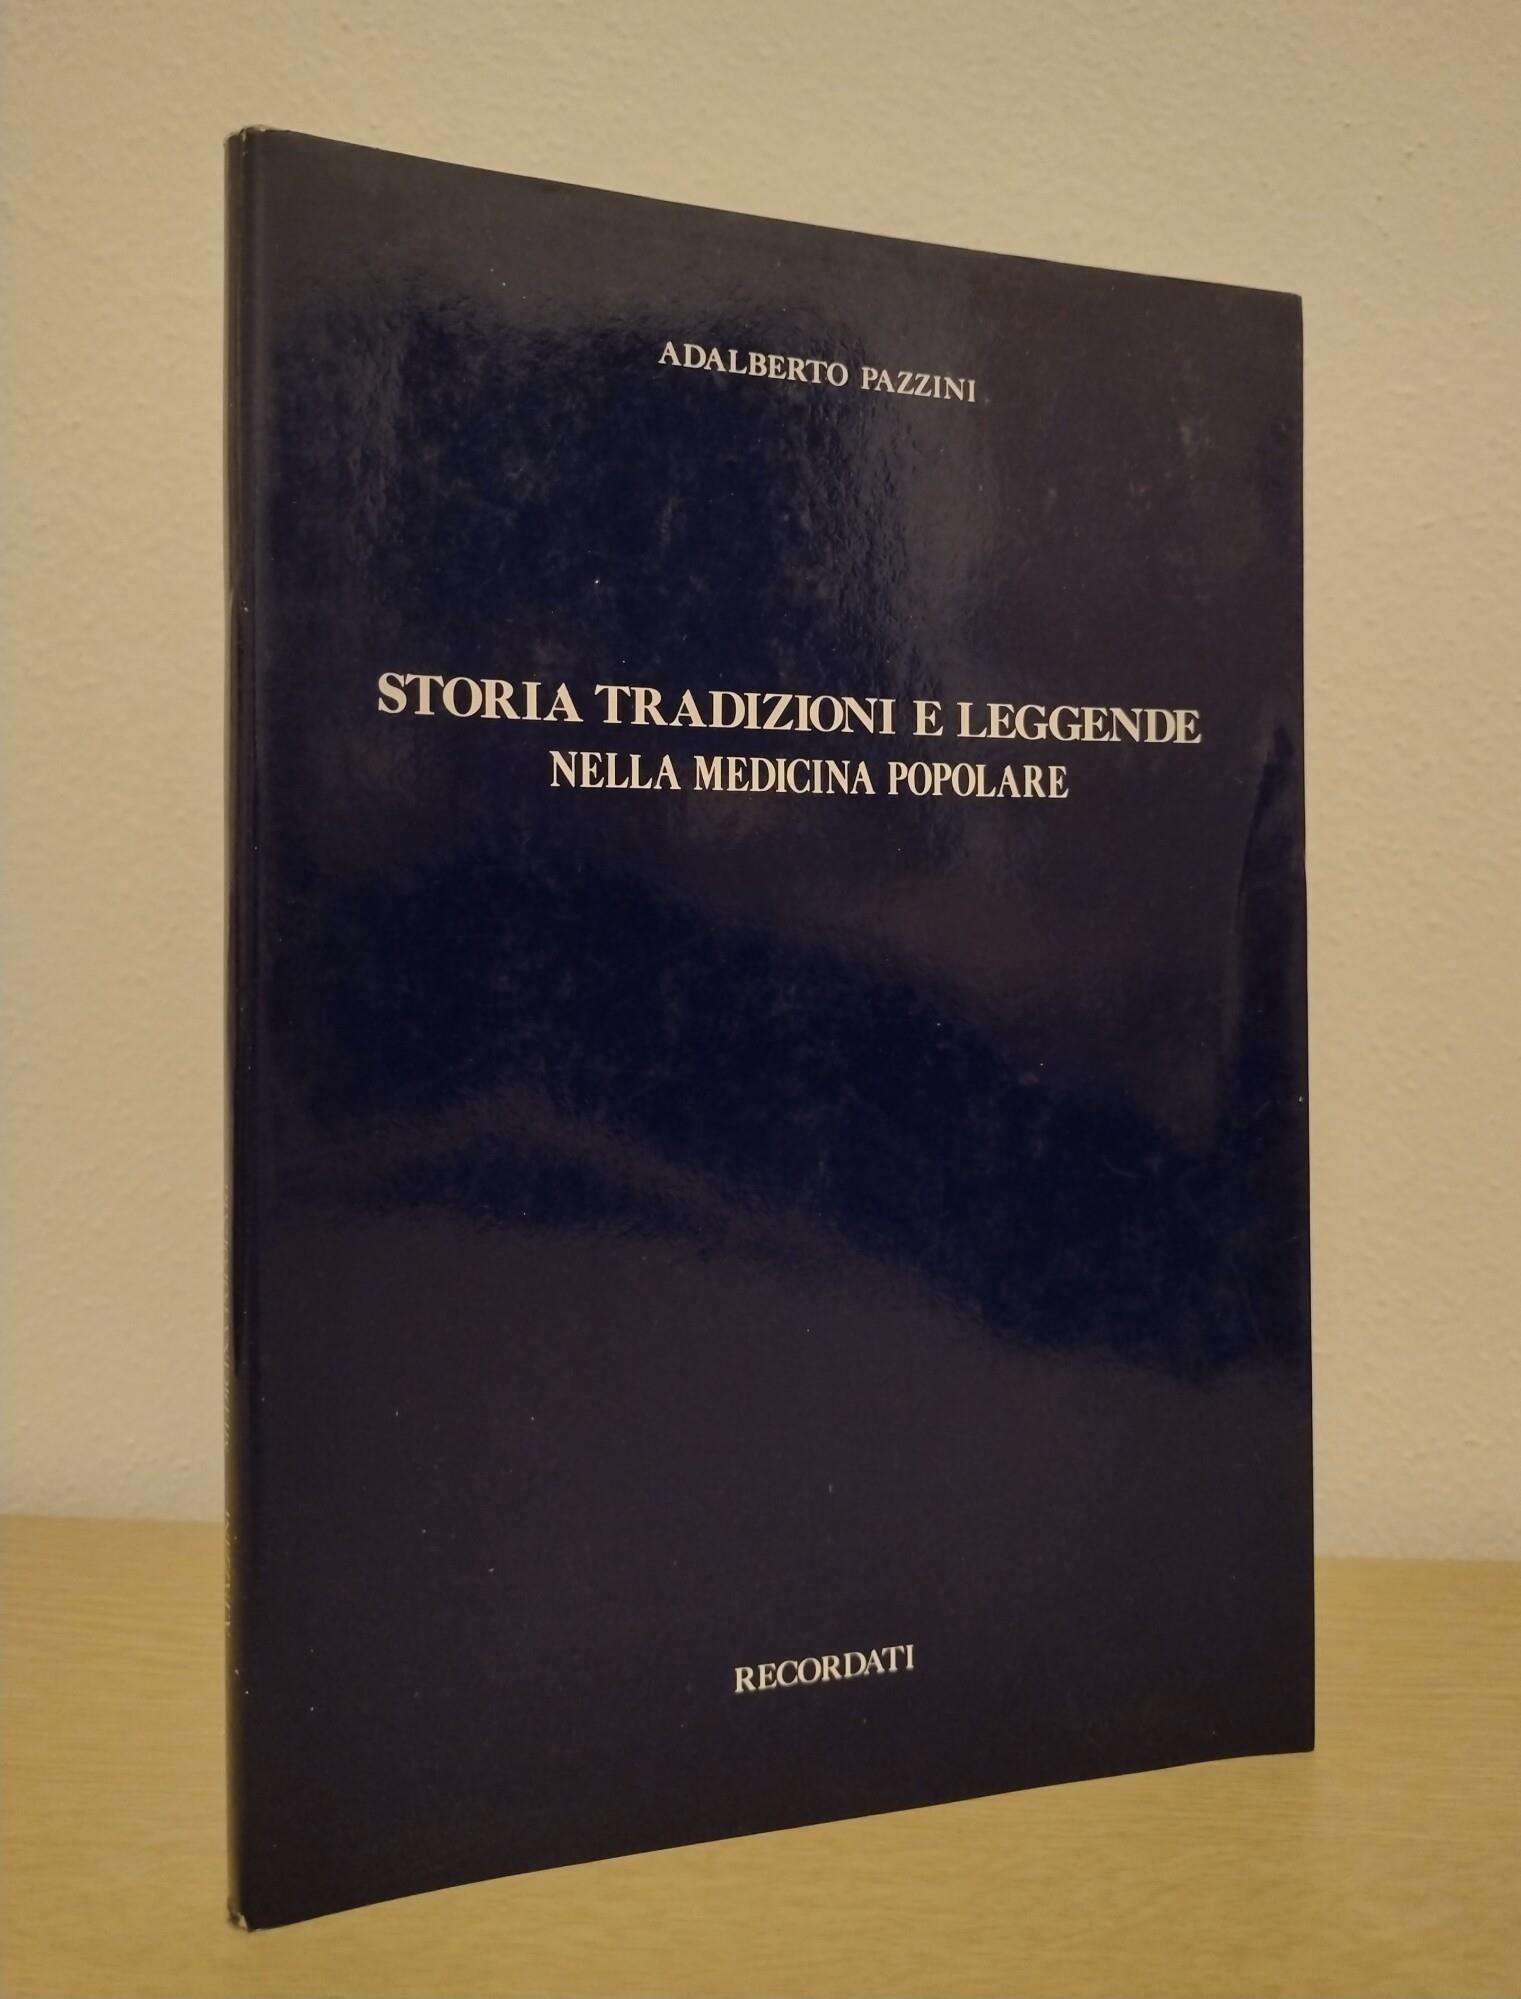 ADALBERTO PAZZINI
STORIA TRADIZIONI E LEGGENDE
NELLA MEDICINA POPOLARE
RECORDATI